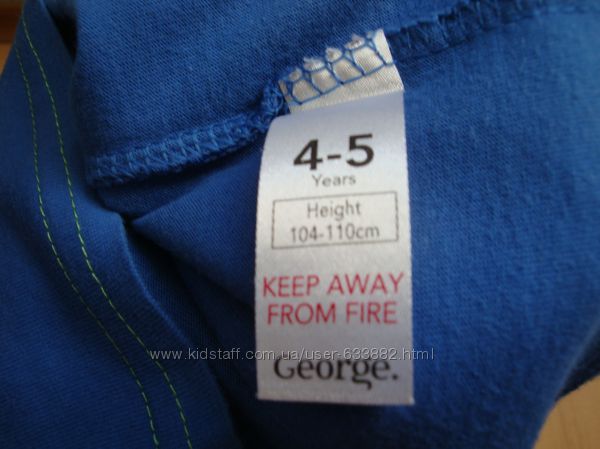 4-5
Years
Height
104-110cm
KEEP AWAY
FROM FIRE
www.kidstaff.com.ua/user-633882.html
George.